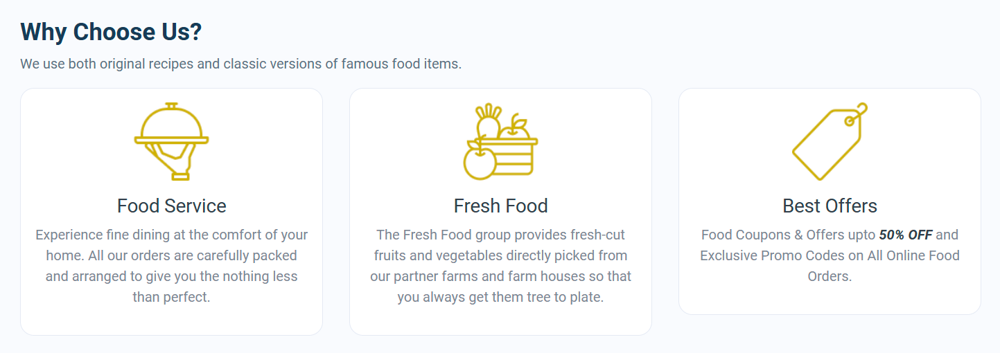 Why Choose Us?
We use both original recipes and classic versions of famous food items.
Food Service
Experience fine dining at the comfort of your
home. All our orders are carefully packed
and arranged to give you the nothing less
than perfect.
Fresh Food
The Fresh Food group provides fresh-cut
fruits and vegetables directly picked from
our partner farms and farm houses so that
you always get them tree to plate.
Best Offers
Food Coupons & Offers upto 50% OFF and
Exclusive Promo Codes on All Online Food
Orders.